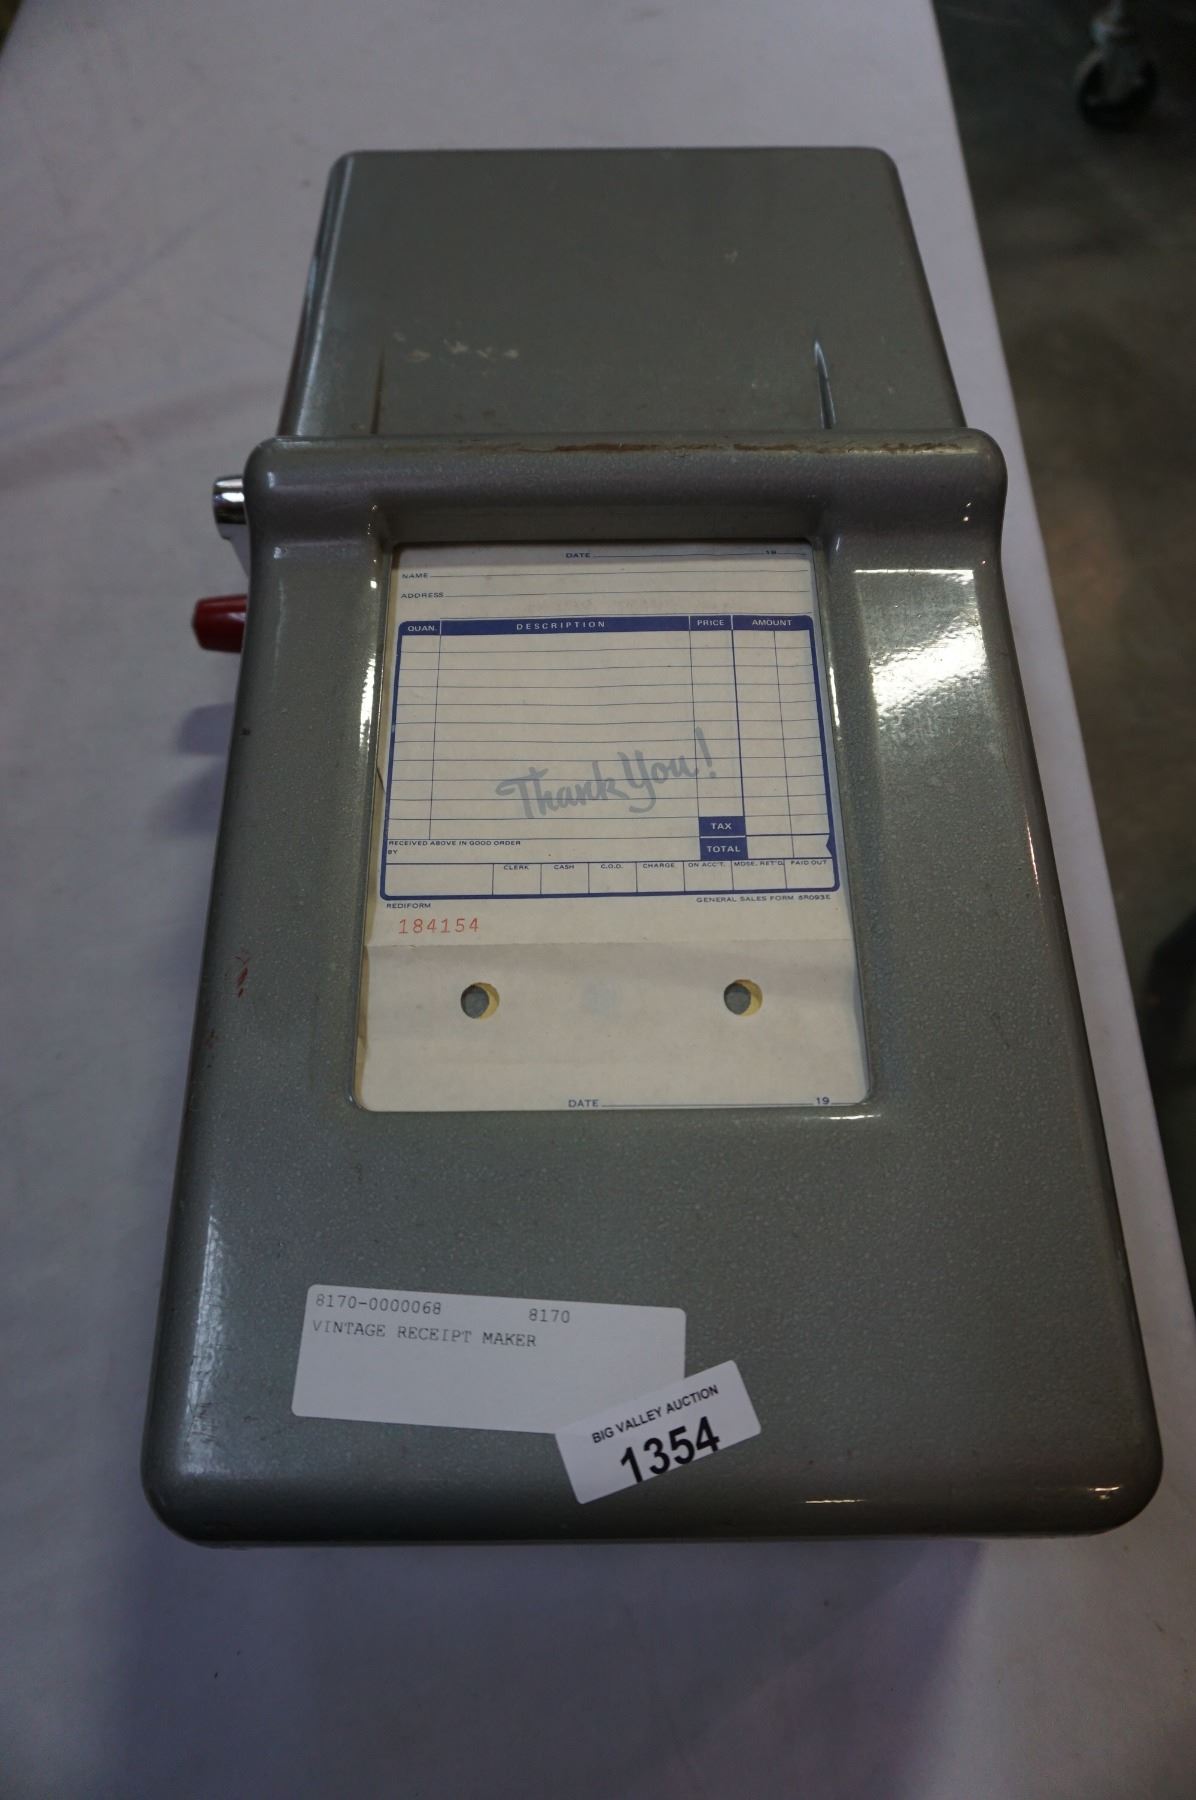 DATE 19
NAME
ADDRESS
QUAN. DESCRIPTION PRICE AMOUNT
Thank You!
TAX
RECEIVED ABOVE IN GOOD ORDER
BY
TOTAL
CLERK CASH C.O.D. CHARGE ON ACC'T. MDSE. RET'D. PAID OUT
REDIFORM GENERAL SALES FORM 5R093E
184154
DATE 19
8170-0000068 8170
VINTAGE RECEIPT MAKER
BIG VALLEY AUCTION
1354